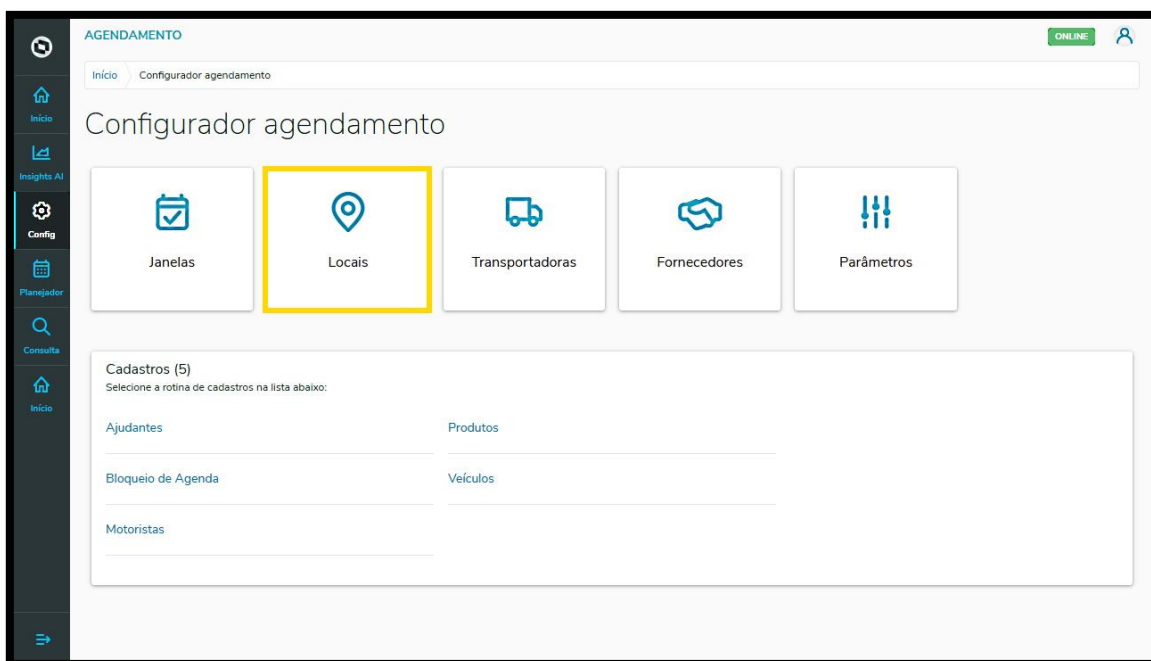 AGENDAMENTO
ONLINE
Início
Configurador agendamento
Configurador agendamento
Início
Insights AI
Config
Planejador
Consulta
Início
Janelas
Locais
Transportadoras
Fornecedores
Parâmetros
Cadastros (5)
Selecione a rotina de cadastros na lista abaixo:
Ajudantes
Produtos
Bloqueio de Agenda
Veículos
Motoristas